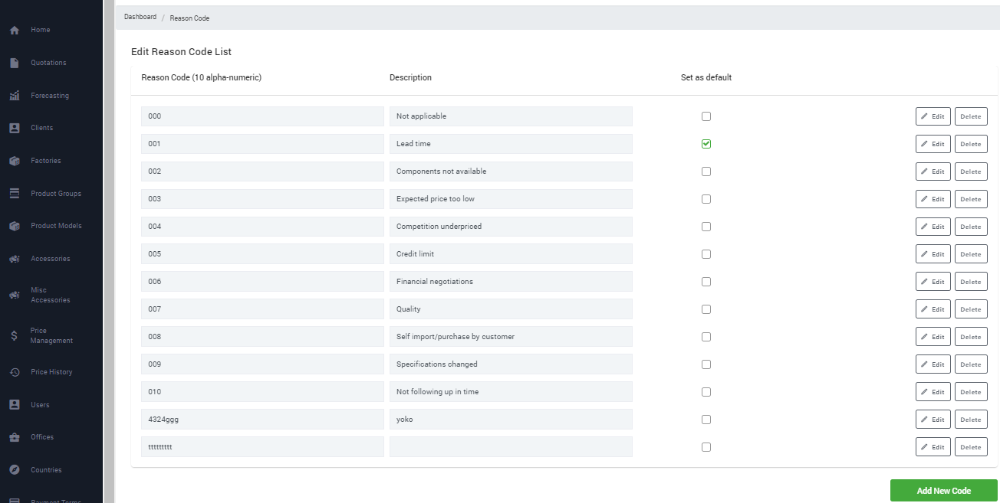 Home
Quotations
Forecasting
Clients
Factories
Product Groups
Product Models
Accessories
Misc
Accessories
Price
Management
Price History
Users
Offices
Countries
Payment Terms
Dashboard / Reason Code
Edit Reason Code List
Reason Code (10 alpha-numeric) Description Set as default
000 Not applicable Edit Delete
001 Lead time Edit Delete
002 Components not available Edit Delete
003 Expected price too low Edit Delete
004 Competition underpriced Edit Delete
005 Credit limit Edit Delete
006 Financial negotiations Edit Delete
007 Quality Edit Delete
008 Self import/purchase by customer Edit Delete
009 Specifications changed Edit Delete
010 Not following up in time Edit Delete
4324ggg yoko Edit Delete
ttttttttt Edit Delete
Add New Code